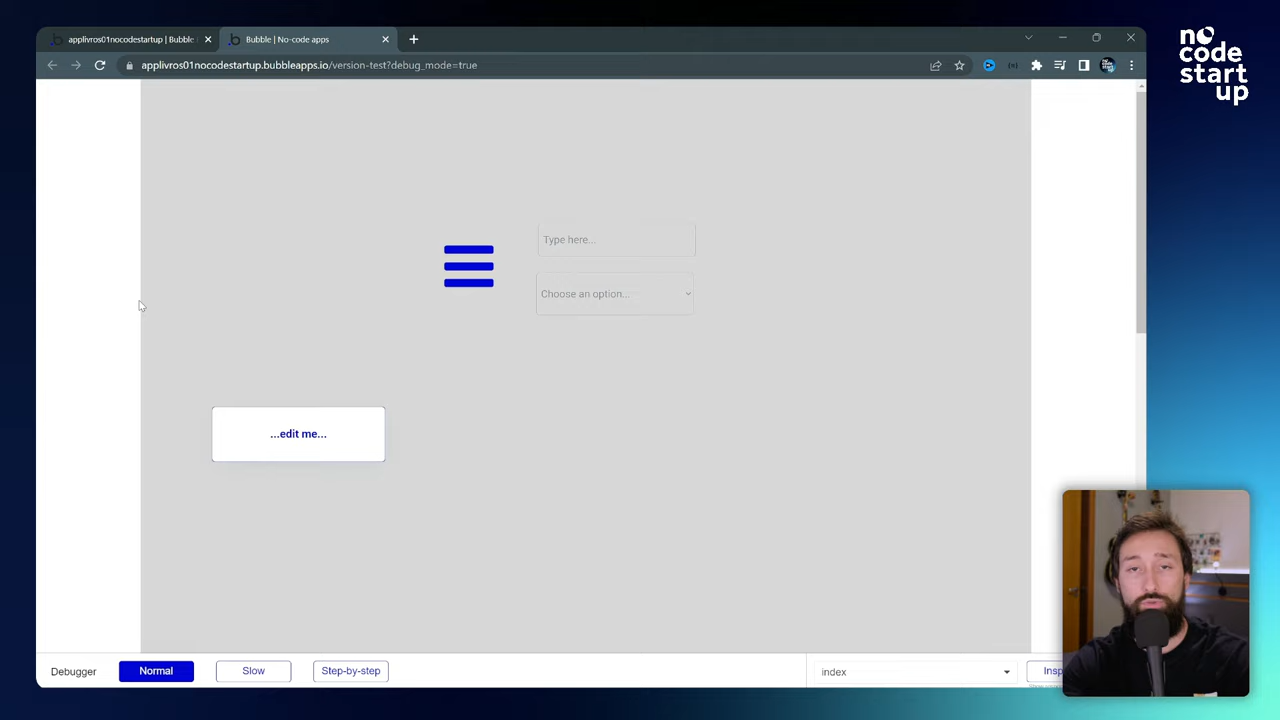 applivros01nocodestartup | Bubble
Bubble | No-code apps
applivros01nocodestartup.bubbleapps.io/version-test?debug_mode=true
no
code
start
up
Type here...
Choose an option...
...edit me...
Debugger
Normal
Slow
Step-by-step
index
Insp